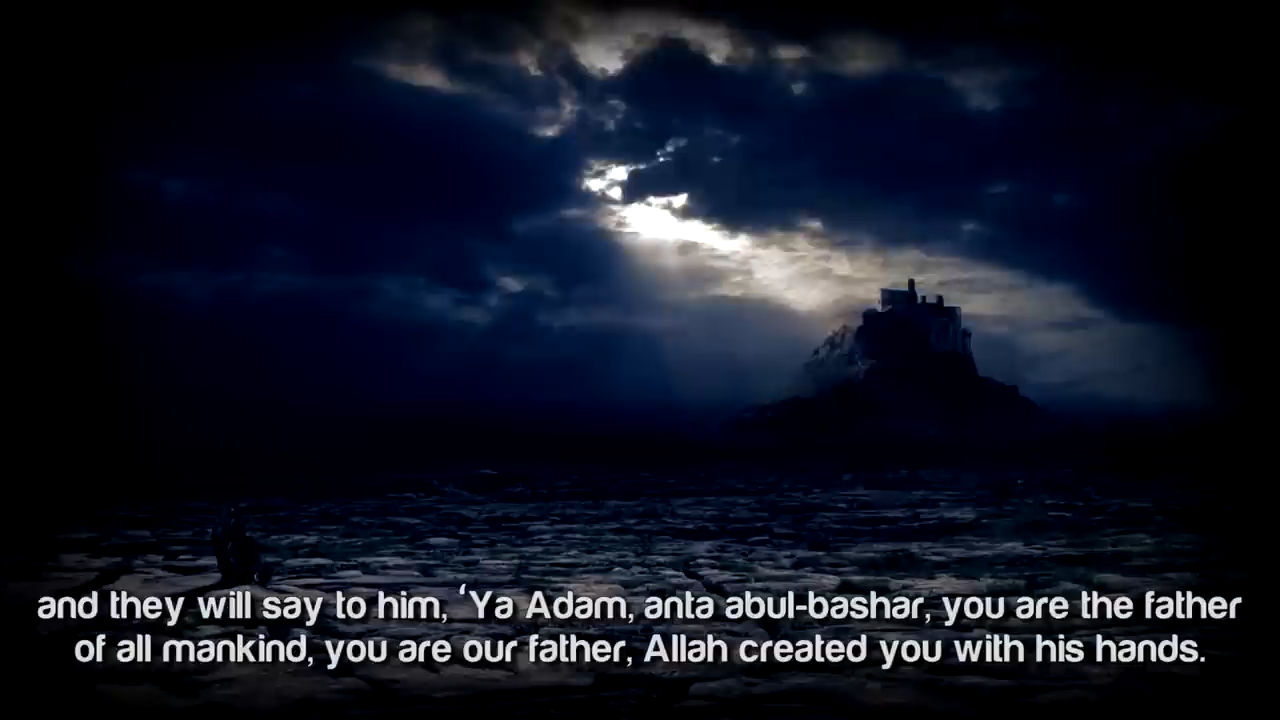 and they will say to him, ‘Ya Adam, anta abul-bashar, you are the father
of all mankind, you are our father, Allah created you with his hands.